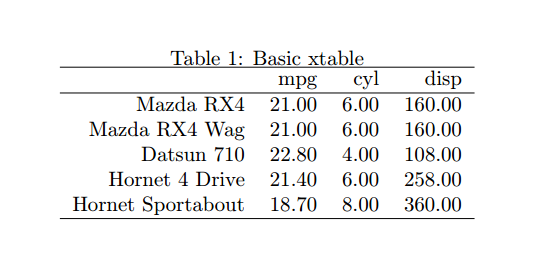 Table 1: Basic xtable
mpg cyl disp
Mazda RX4 21.00 6.00 160.00
Mazda RX4 Wag 21.00 6.00 160.00
Datsun 710 22.80 4.00 108.00
Hornet 4 Drive 21.40 6.00 258.00
Hornet Sportabout 18.70 8.00 360.00